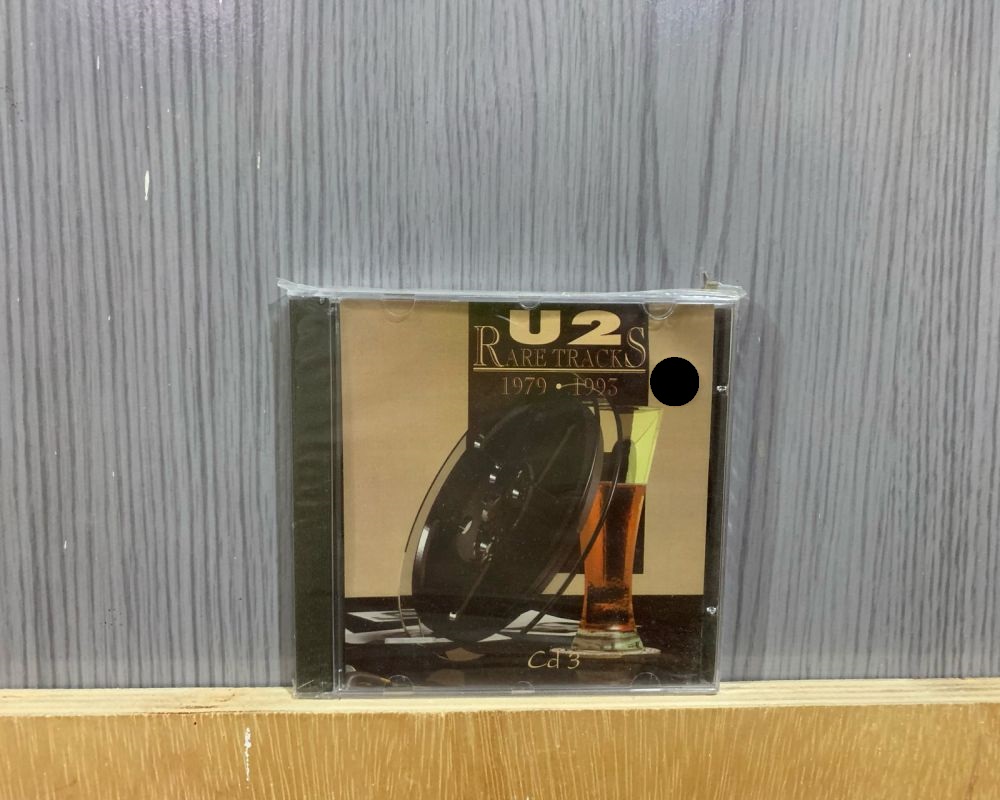 U2
RARE TRACKS
1979 • 1995
Cd 3